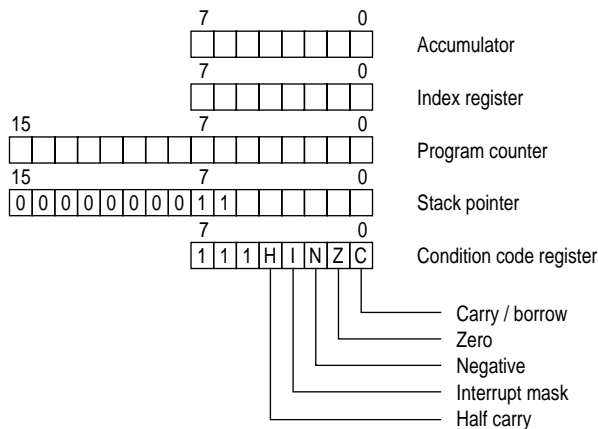 7 0
Accumulator
7 0
Index register
15 7 0
Program counter
15 7 0
0 0 0 0 0 0 0 0 1 1 Stack pointer
7 0
1 1 1 H I N Z C Condition code register
Carry / borrow
Zero
Negative
Interrupt mask
Half carry